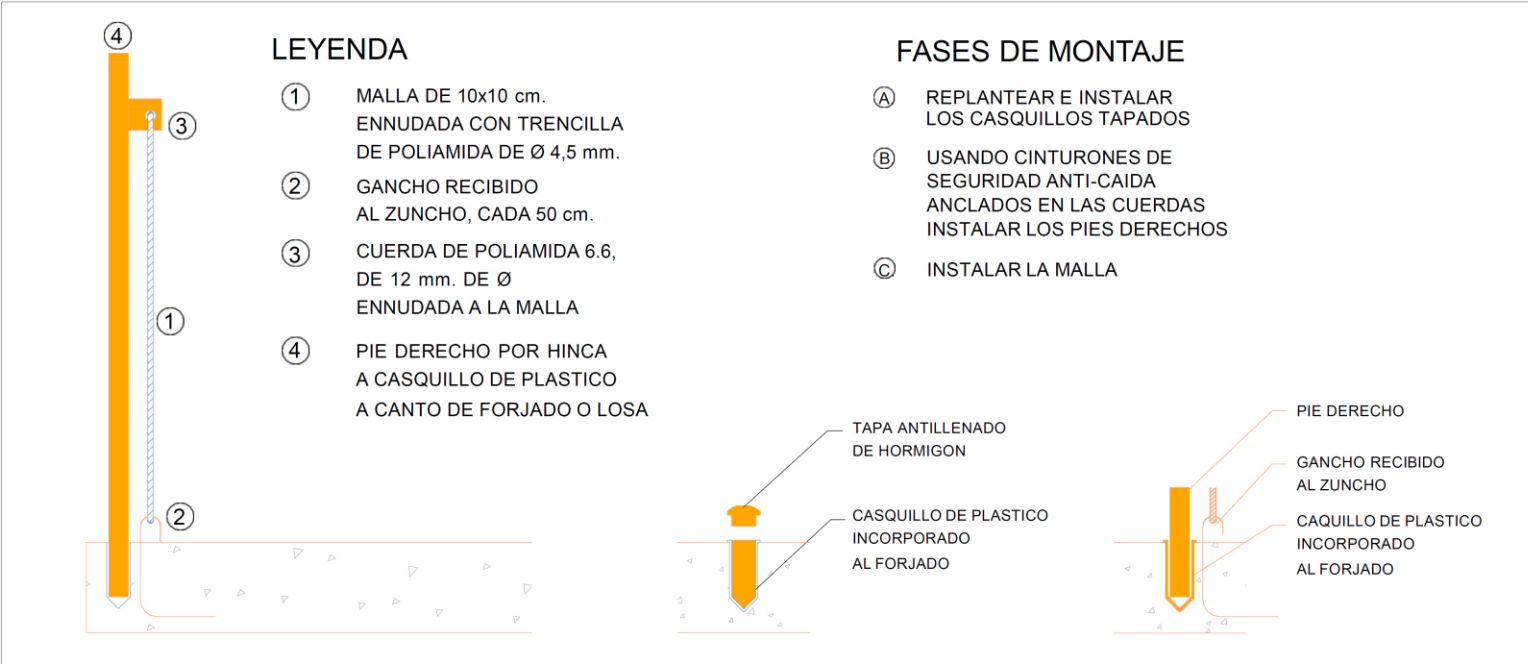 LEYENDA
1
MALLA DE 10x10 cm.
ENNUDADA CON TRENCILLA
DE POLIAMIDA DE Ø 4,5 mm.
2
GANCHO RECIBIDO
AL ZUNCHO, CADA 50 cm.
3
CUERDA DE POLIAMIDA 6.6,
DE 12 mm. DE Ø
ENNUDADA A LA MALLA
4
PIE DERECHO POR HINCA
A CASQUILLO DE PLASTICO
A CANTO DE FORJADO O LOSA
4
3
1
2
FASES DE MONTAJE
A
REPLANTEAR E INSTALAR
LOS CASQUILLOS TAPADOS
B
USANDO CINTURONES DE
SEGURIDAD ANTI-CAIDA
ANCLADOS EN LAS CUERDAS
INSTALAR LOS PIES DERECHOS
C
INSTALAR LA MALLA
TAPA ANTILLENADO
DE HORMIGON
CASQUILLO DE PLASTICO
INCORPORADO
AL FORJADO
PIE DERECHO
GANCHO RECIBIDO
AL ZUNCHO
CAQUILLO DE PLASTICO
INCORPORADO
AL FORJADO